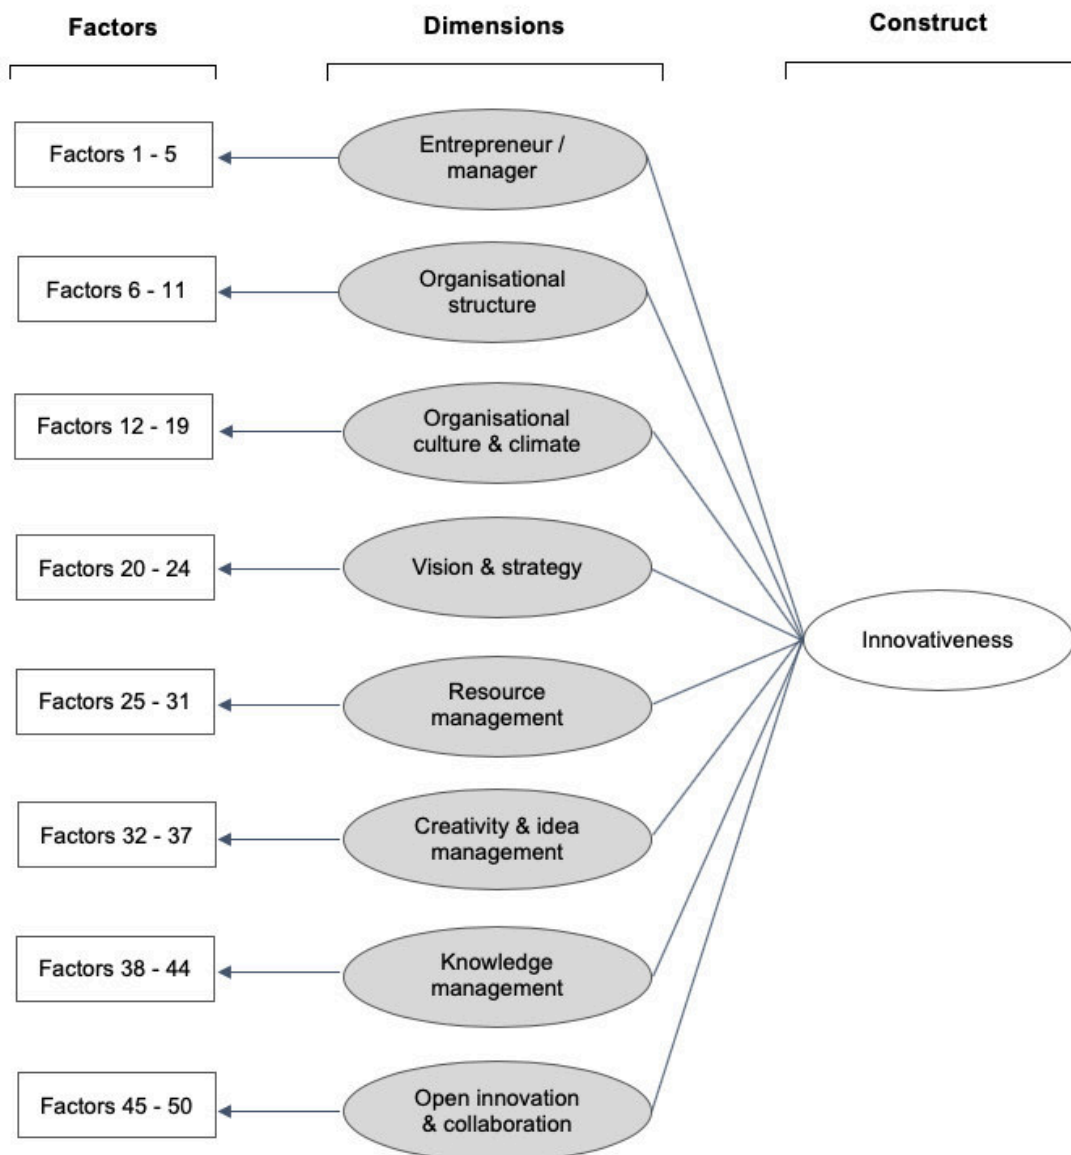 Factors
Dimensions
Construct
Factors 1 - 5
Entrepreneur /
manager
Factors 6 - 11
Organisational
structure
Factors 12 - 19
Organisational
culture & climate
Factors 20 - 24
Vision & strategy
Innovativeness
Factors 25 - 31
Resource
management
Factors 32 - 37
Creativity & idea
management
Factors 38 - 44
Knowledge
management
Factors 45 - 50
Open innovation
& collaboration